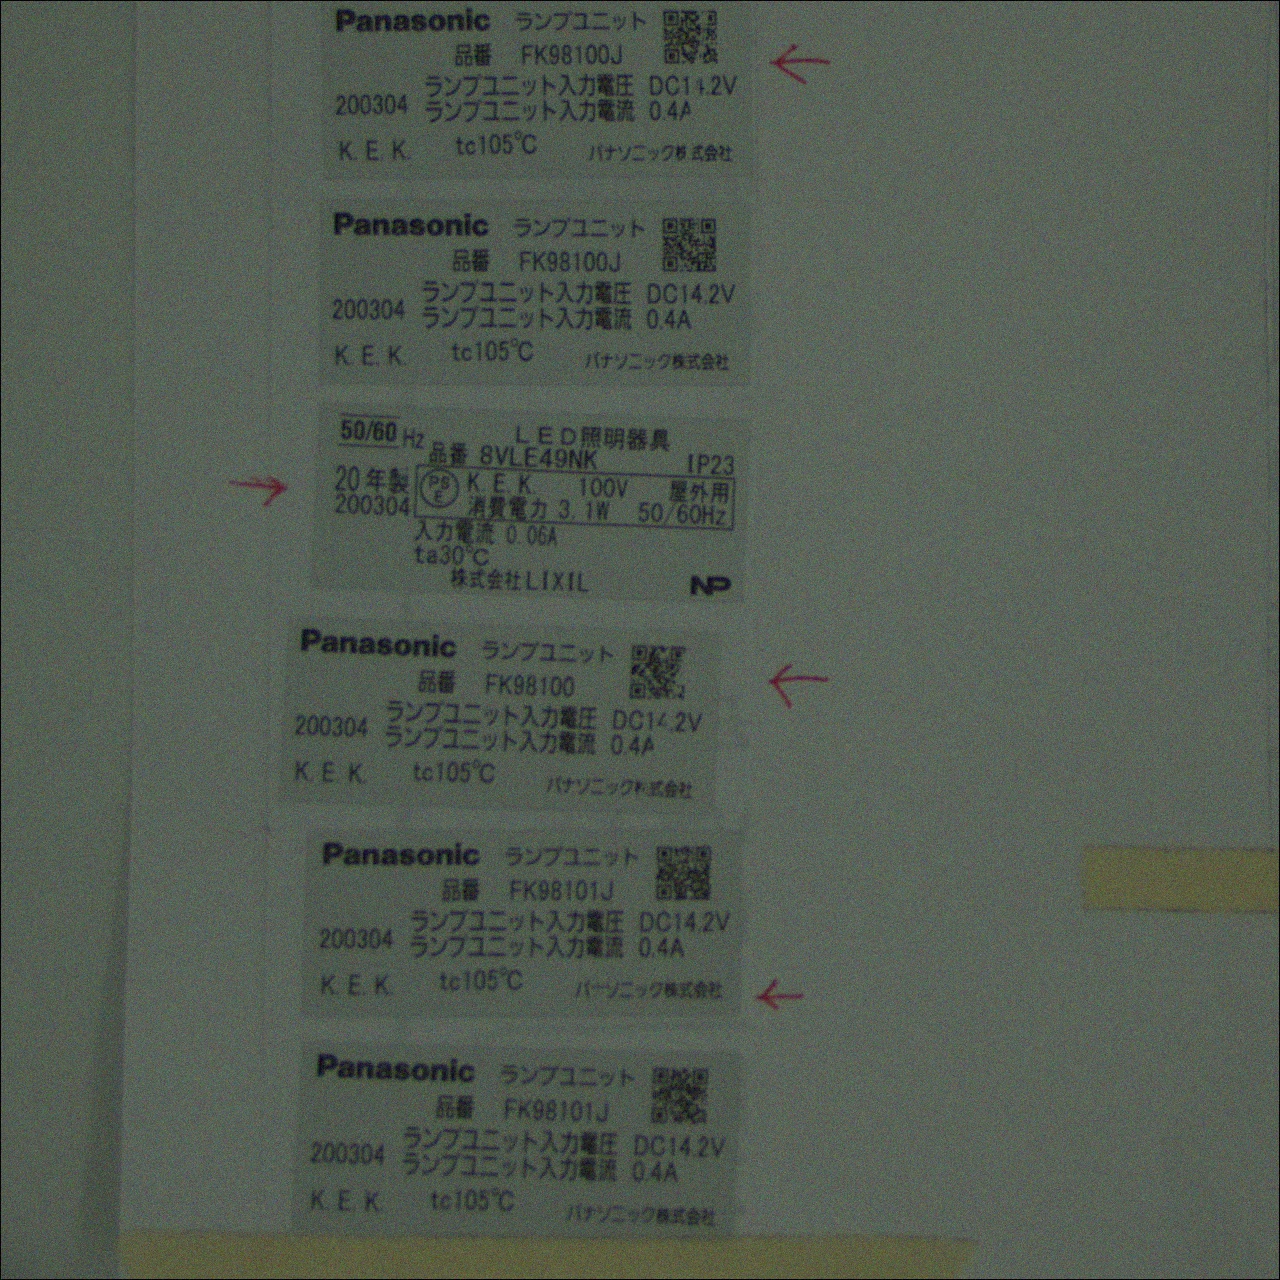 Panasonic ランプユニット
品番 FK98100J
ランプユニット入力電圧 DC14.2V
200304 ランプユニット入力電流 0.4A
K.E.K. tc105℃ パナソニック株式会社
Panasonic ランプユニット
品番 FK98100J
ランプユニット入力電圧 DC14.2V
200304 ランプユニット入力電流 0.4A
K.E.K. tc105℃ パナソニック株式会社
50/60 Hz LED照明器具
品番 8VLE49NK IP23
20年製 PS E K.E.K. 100V 屋外用
200304 消費電力 3.1W 50/60Hz
入力電流 0.06A
ta30℃
株式会社LIXIL NP
Panasonic ランプユニット
品番 FK98100
ランプユニット入力電圧 DC14.2V
200304 ランプユニット入力電流 0.4A
K.E.K. tc105℃ パナソニック株式会社
Panasonic ランプユニット
品番 FK98101J
ランプユニット入力電圧 DC14.2V
200304 ランプユニット入力電流 0.4A
K.E.K. tc105℃ パナソニック株式会社
Panasonic ランプユニット
品番 FK98101J
ランプユニット入力電圧 DC14.2V
200304 ランプユニット入力電流 0.4A
K.E.K. tc105℃ パナソニック株式会社